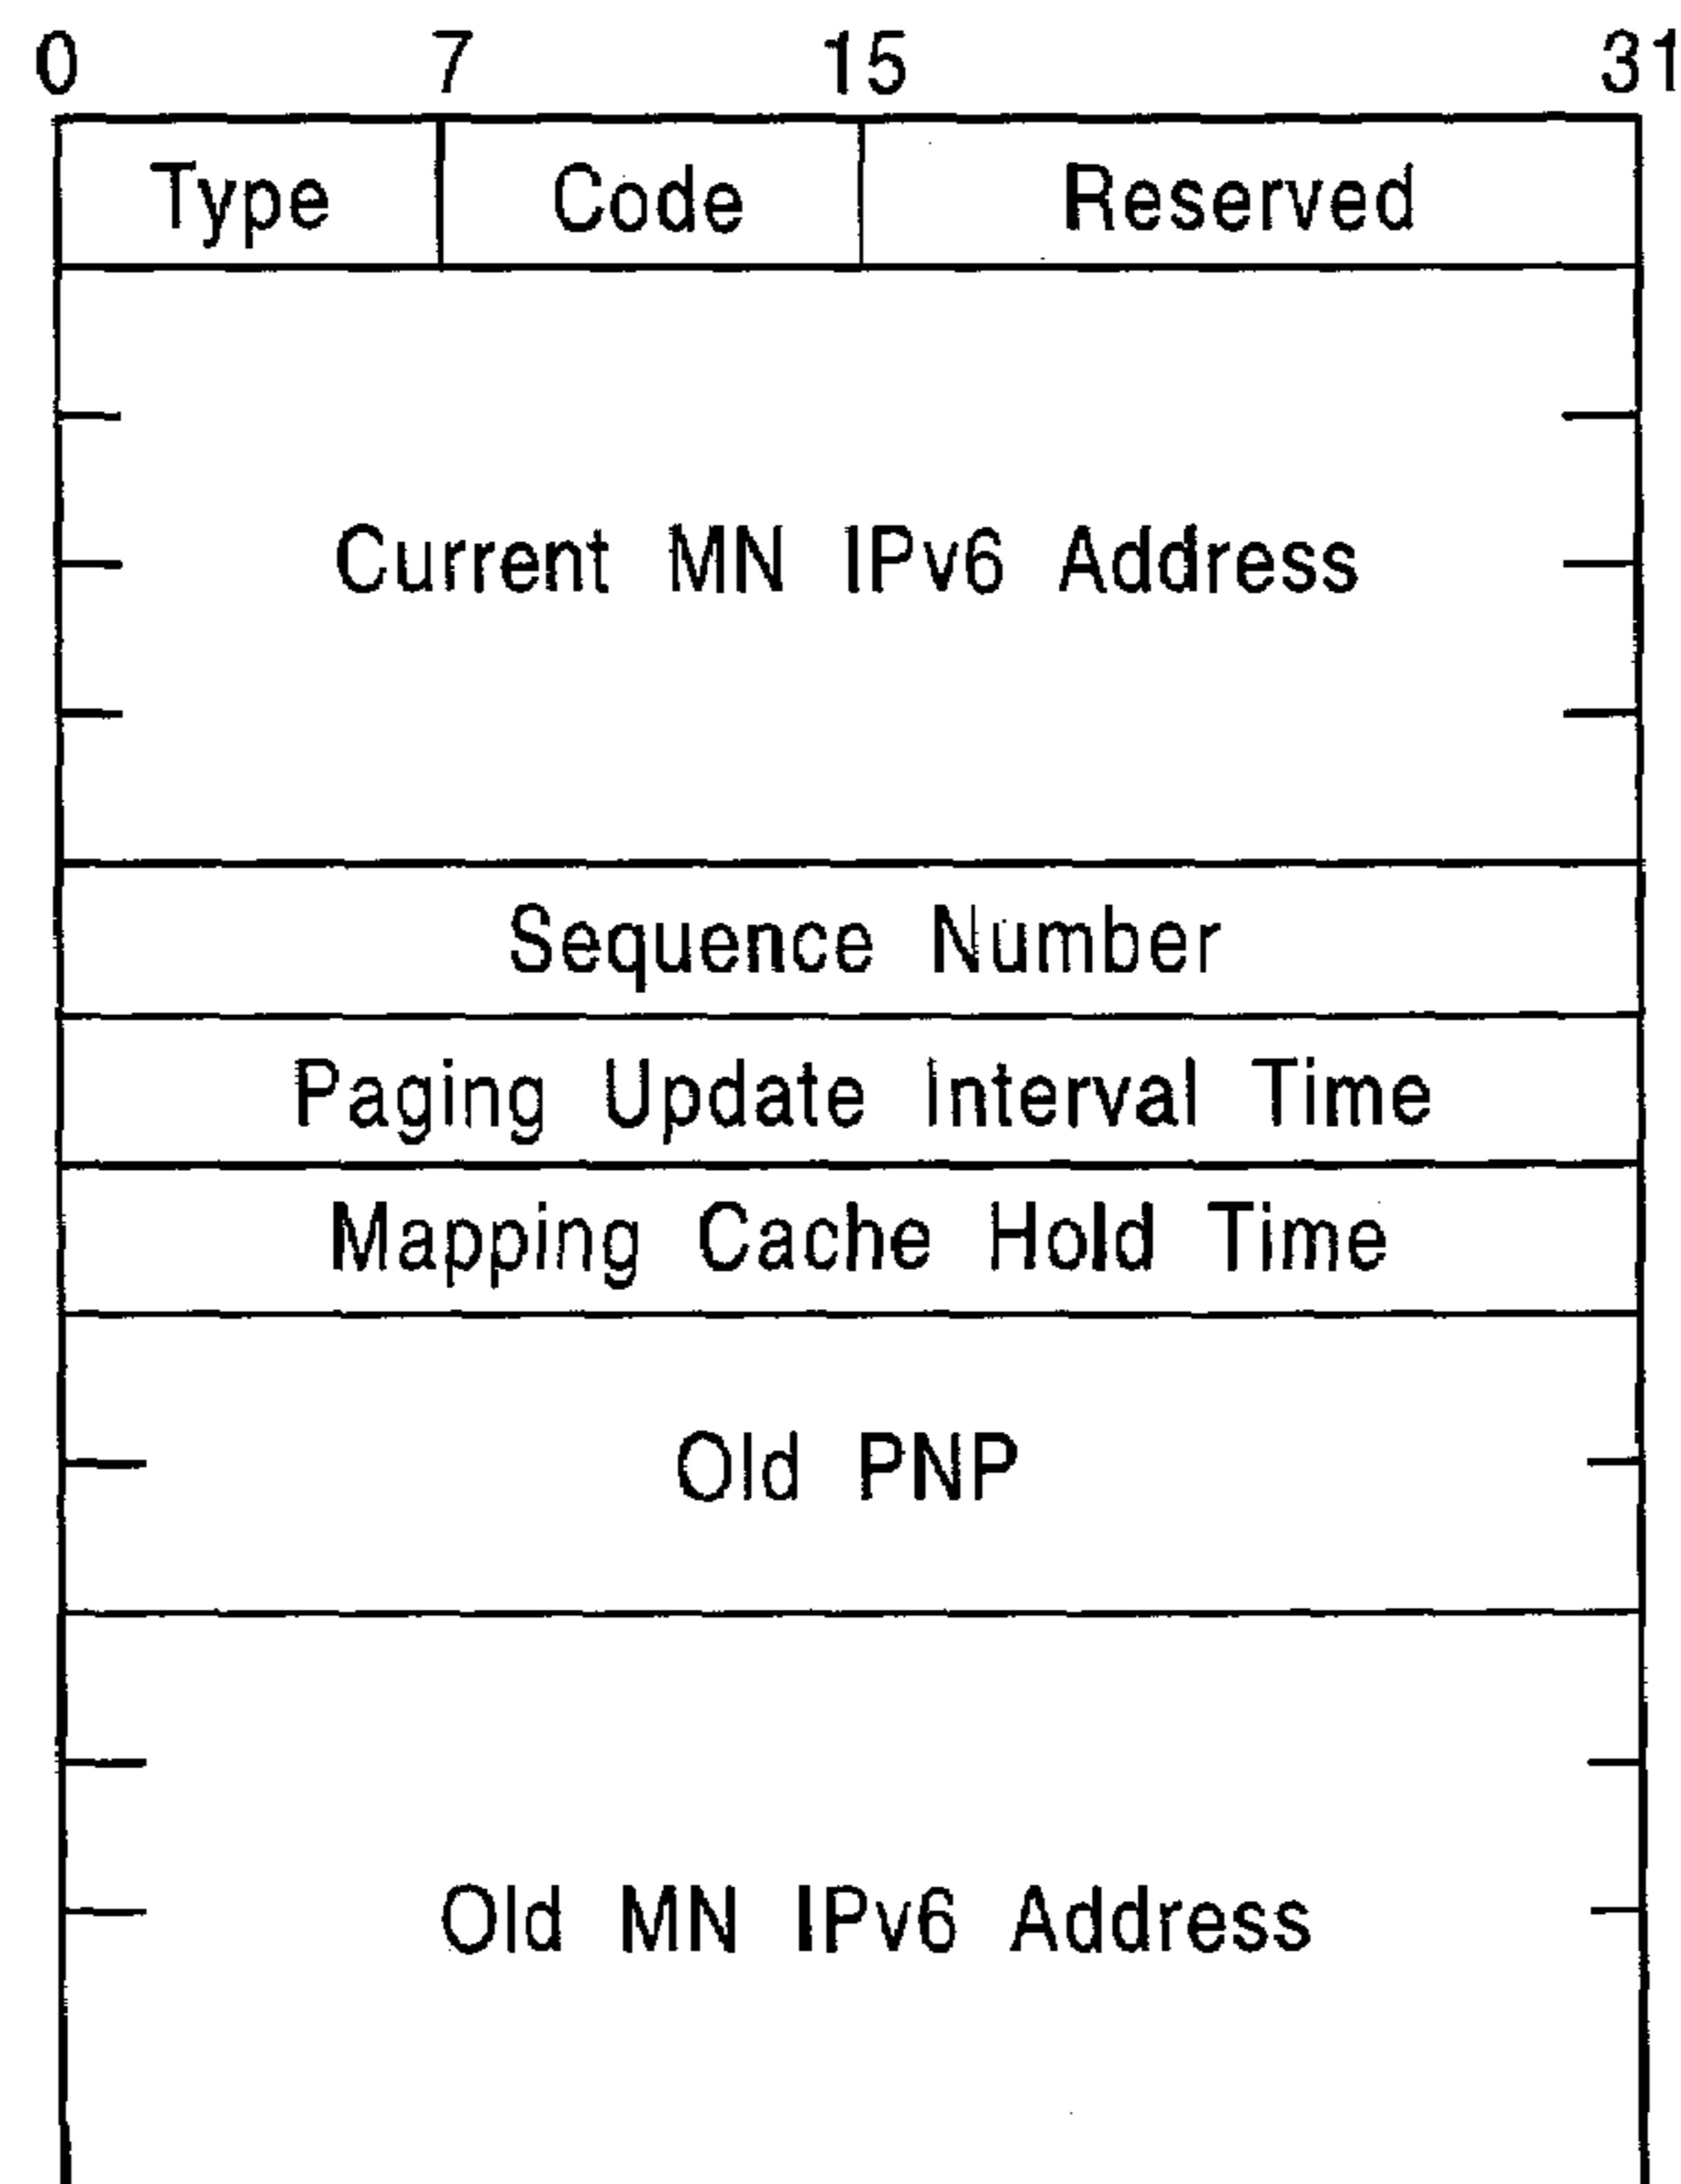 0 7 15 31
Type Code Reserved
Current MN IPv6 Address
Sequence Number
Paging Update Interval Time
Mapping Cache Hold Time
Old PNP
Old MN IPv6 Address